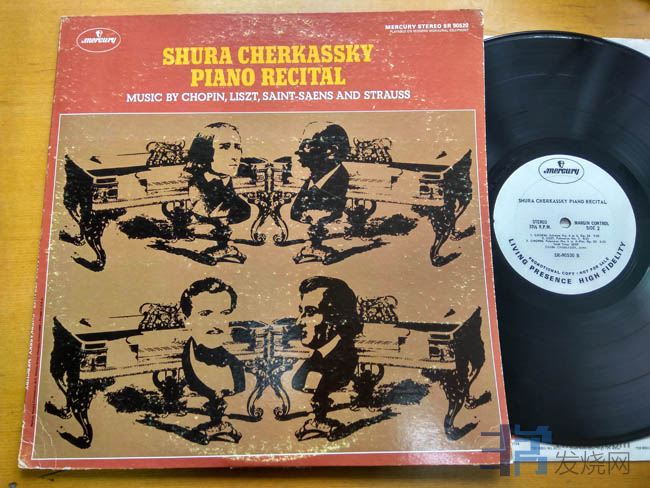 Mercury
MERCURY STEREO SR 90530
SHURA CHERKASSKY
PIANO RECITAL
MUSIC BY CHOPIN, LISZT, SAINT-SAENS AND STRAUSS
Mercury
SHURA CHERKASSKY PIANO RECITAL
STEREO
33⅓ R.P.M.
MARGIN CONTROL
SIDE 2
SR-90530 B
PROMOTIONAL COPY • NOT FOR SALE
LIVING PRESENCE HIGH FIDELITY
发烧网